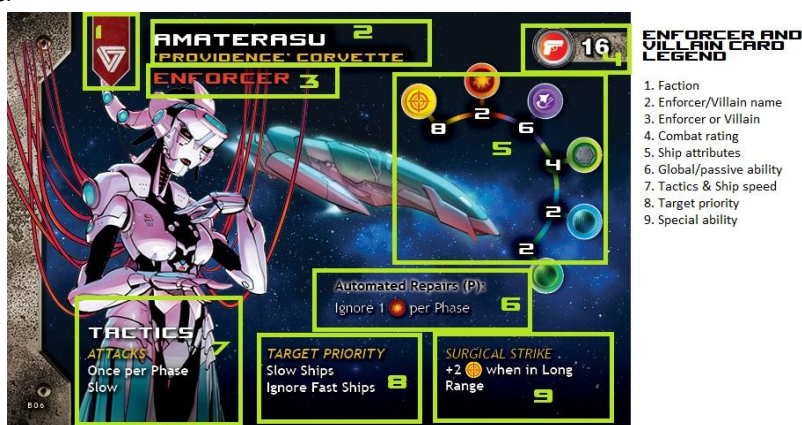 1
AMATERASU
2
'PROVIDENCE' CORVETTE
ENFORCER
3
16
4
8
2
6
4
2
2
5
Automated Repairs (P):
Ignore 1 per Phase
6
TACTICS
ATTACKS
Once per Phase
Slow
7
TARGET PRIORITY
Slow Ships
Ignore Fast Ships
8
SURGICAL STRIKE
+2 when in Long
Range
9
B06
ENFORCER AND
VILLAIN CARD
LEGEND
1. Faction
2. Enforcer/Villain name
3. Enforcer or Villain
4. Combat rating
5. Ship attributes
6. Global/passive ability
7. Tactics & Ship speed
8. Target priority
9. Special ability